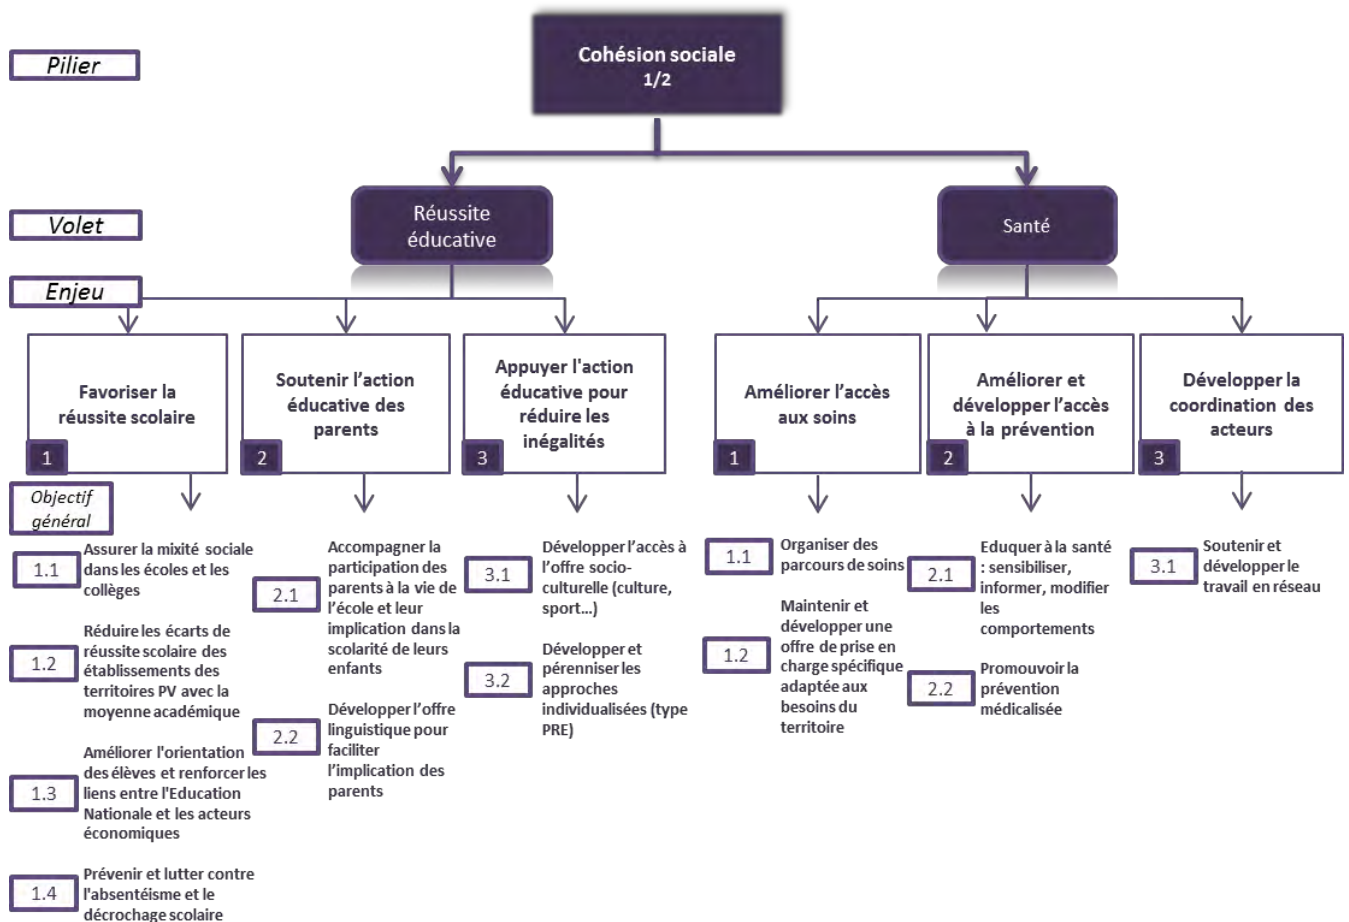 Pilier
Cohésion sociale
1/2
Volet
Réussite
éducative
Santé
Enjeu
Favoriser la
réussite scolaire
1
Soutenir l’action
éducative des
parents
2
Appuyer l'action
éducative pour
réduire les
inégalités
3
Améliorer l’accès
aux soins
1
Améliorer et
développer l’accès
à la prévention
2
Développer la
coordination des
acteurs
3
Objectif
général
1.1
Assurer la mixité sociale
dans les écoles et les
collèges
1.2
Réduire les écarts de
réussite scolaire des
établissements des
territoires PV avec la
moyenne académique
1.3
Améliorer l'orientation
des élèves et renforcer les
liens entre l'Education
Nationale et les acteurs
économiques
1.4
Prévenir et lutter contre
l'absentéisme et le
décrochage scolaire
2.1
Accompagner la
participation des
parents à la vie de
l’école et leur
implication dans la
scolarité de leurs
enfants
2.2
Développer l’offre
linguistique pour
faciliter
l’implication des
parents
3.1
Développer l’accès à
l’offre socio-
culturelle (culture,
sport…)
3.2
Développer et
pérenniser les
approches
individualisées (type
PRE)
1.1
Organiser des
parcours de soins
1.2
Maintenir et
développer une
offre de prise en
charge spécifique
adaptée aux
besoins du
territoire
2.1
Eduquer à la santé
: sensibiliser,
informer, modifier
les
comportements
2.2
Promouvoir la
prévention
médicalisée
3.1
Soutenir et
développer le
travail en réseau